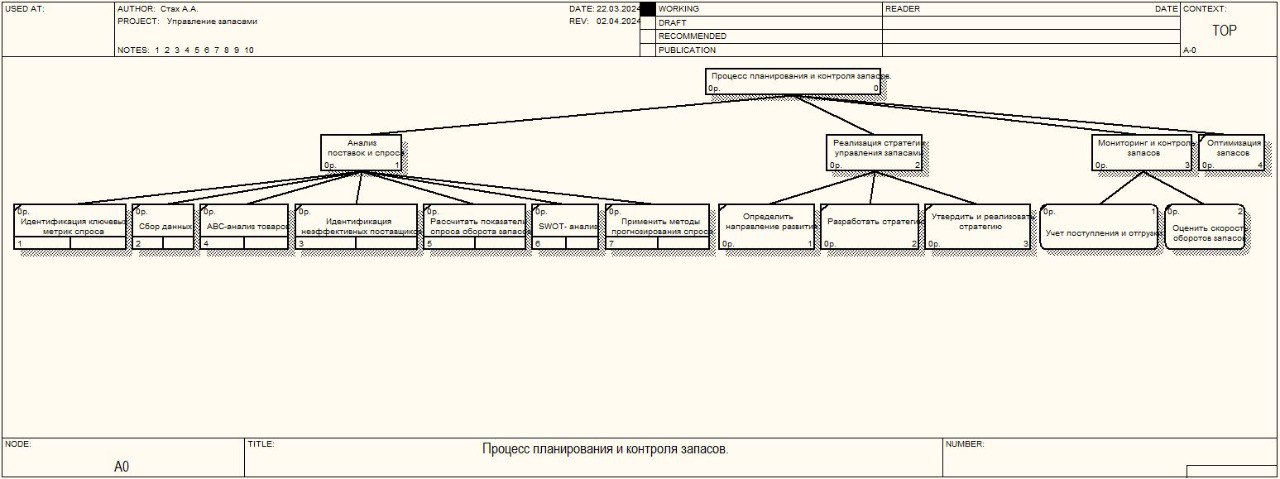 USED AT:
AUTHOR: Стах А.А.
DATE: 22.03.2024
WORKING
READER
DATE
CONTEXT:
PROJECT: Управление запасами
REV: 02.04.2024
DRAFT
RECOMMENDED
TOP
NOTES: 1 2 3 4 5 6 7 8 9 10
PUBLICATION
A-0
Процесс планирования и контроля запасов.
0р. 0
Анализ
поставок и спроса
0р. 1
Реализация стратегии
управления запасами
0р. 2
Мониторинг и контроль
запасов
0р. 3
Оптимизация
запасов
0р. 4
0р.
Идентификация ключевых
метрик спроса
1
0р.
Сбор данных
2
0р.
ABC-анализ товаров
4
0р.
Идентификация
неэффективных поставщиков
3
0р.
Рассчитать показатели
спроса оборота запасов
5
0р.
SWOT- анализ
6
0р.
Применить методы
прогнозирования спроса
7
Определить
направление развития
0р. 1
Разработать стратегию
0р. 2
Утвердить и реализовать
стратегию
0р. 3
0р. 1
Учет поступления и отгрузки
0р. 2
Оценить скорость
оборотов запасов
NODE:
TITLE:
NUMBER:
A0
Процесс планирования и контроля запасов.